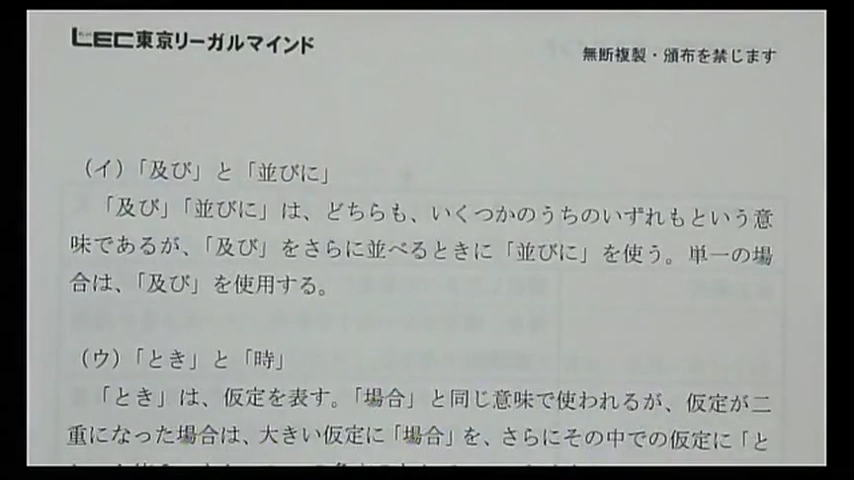 LEC東京リーガルマインド
無断複製・頒布を禁じます
（イ）「及び」と「並びに」
「及び」「並びに」は、どちらも、いくつかのうちのいずれもという意
味であるが、「及び」をさらに並べるときに「並びに」を使う。単一の場
合は、「及び」を使用する。
（ウ）「とき」と「時」
「とき」は、仮定を表す。「場合」と同じ意味で使われるが、仮定が二
重になった場合は、大きい仮定に「場合」を、さらにその中での仮定に「と